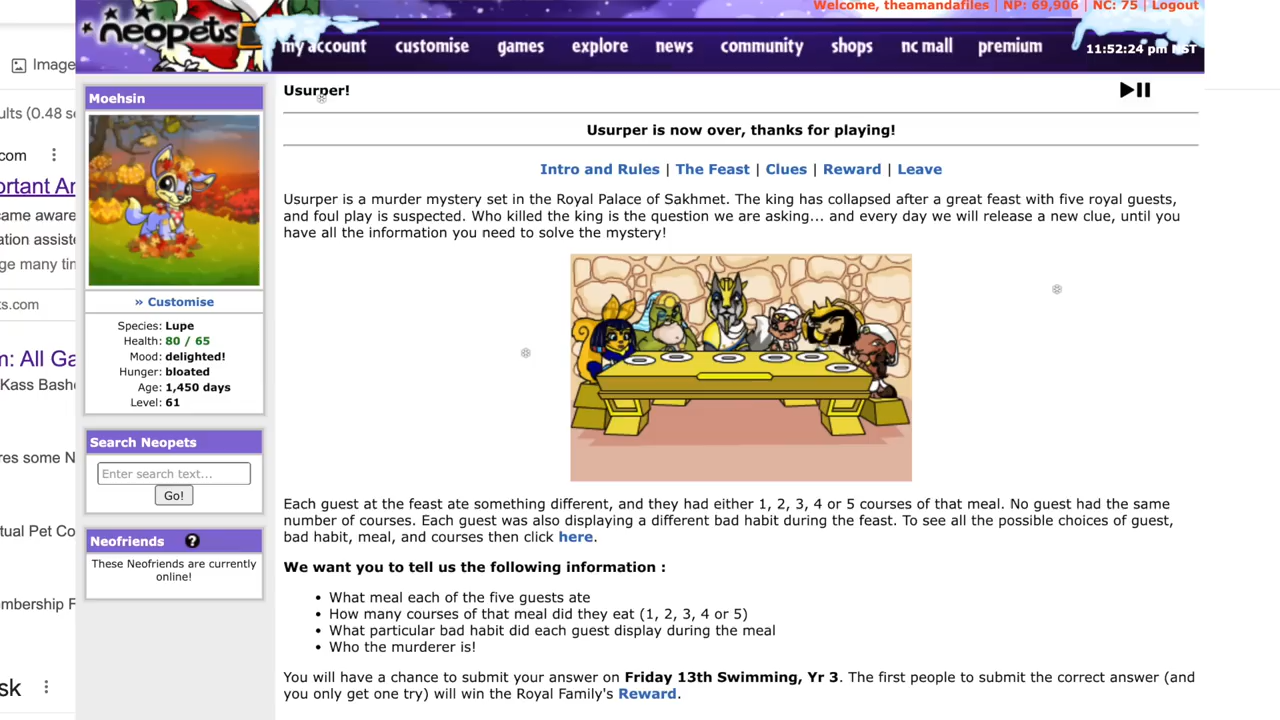 Welcome, theamandafiles | NP: 69,906 | NC: 75 | Logout
neopets
my account customise games explore news community shops nc mall premium
11:52:24 pm NST
Image
ults (0.48 se
com
ortant Ar
came aware
ation assiste
ge many tim
ts.com
m: All Ga
Kass Bashe
res some N
tual Pet Co
mbership F
sk
Moehsin
» Customise
Species: Lupe
Health: 80 / 65
Mood: delighted!
Hunger: bloated
Age: 1,450 days
Level: 61
Search Neopets
Enter search text...
Go!
Neofriends ?
These Neofriends are currently
online!
Usurper!
Usurper is now over, thanks for playing!
Intro and Rules | The Feast | Clues | Reward | Leave
Usurper is a murder mystery set in the Royal Palace of Sakhmet. The king has collapsed after a great feast with five royal guests,
and foul play is suspected. Who killed the king is the question we are asking... and every day we will release a new clue, until you
have all the information you need to solve the mystery!
Each guest at the feast ate something different, and they had either 1, 2, 3, 4 or 5 courses of that meal. No guest had the same
number of courses. Each guest was also displaying a different bad habit during the feast. To see all the possible choices of guest,
bad habit, meal, and courses then click here.
We want you to tell us the following information :
• What meal each of the five guests ate
• How many courses of that meal did they eat (1, 2, 3, 4 or 5)
• What particular bad habit did each guest display during the meal
• Who the murderer is!
You will have a chance to submit your answer on Friday 13th Swimming, Yr 3. The first people to submit the correct answer (and
you only get one try) will win the Royal Family's Reward.